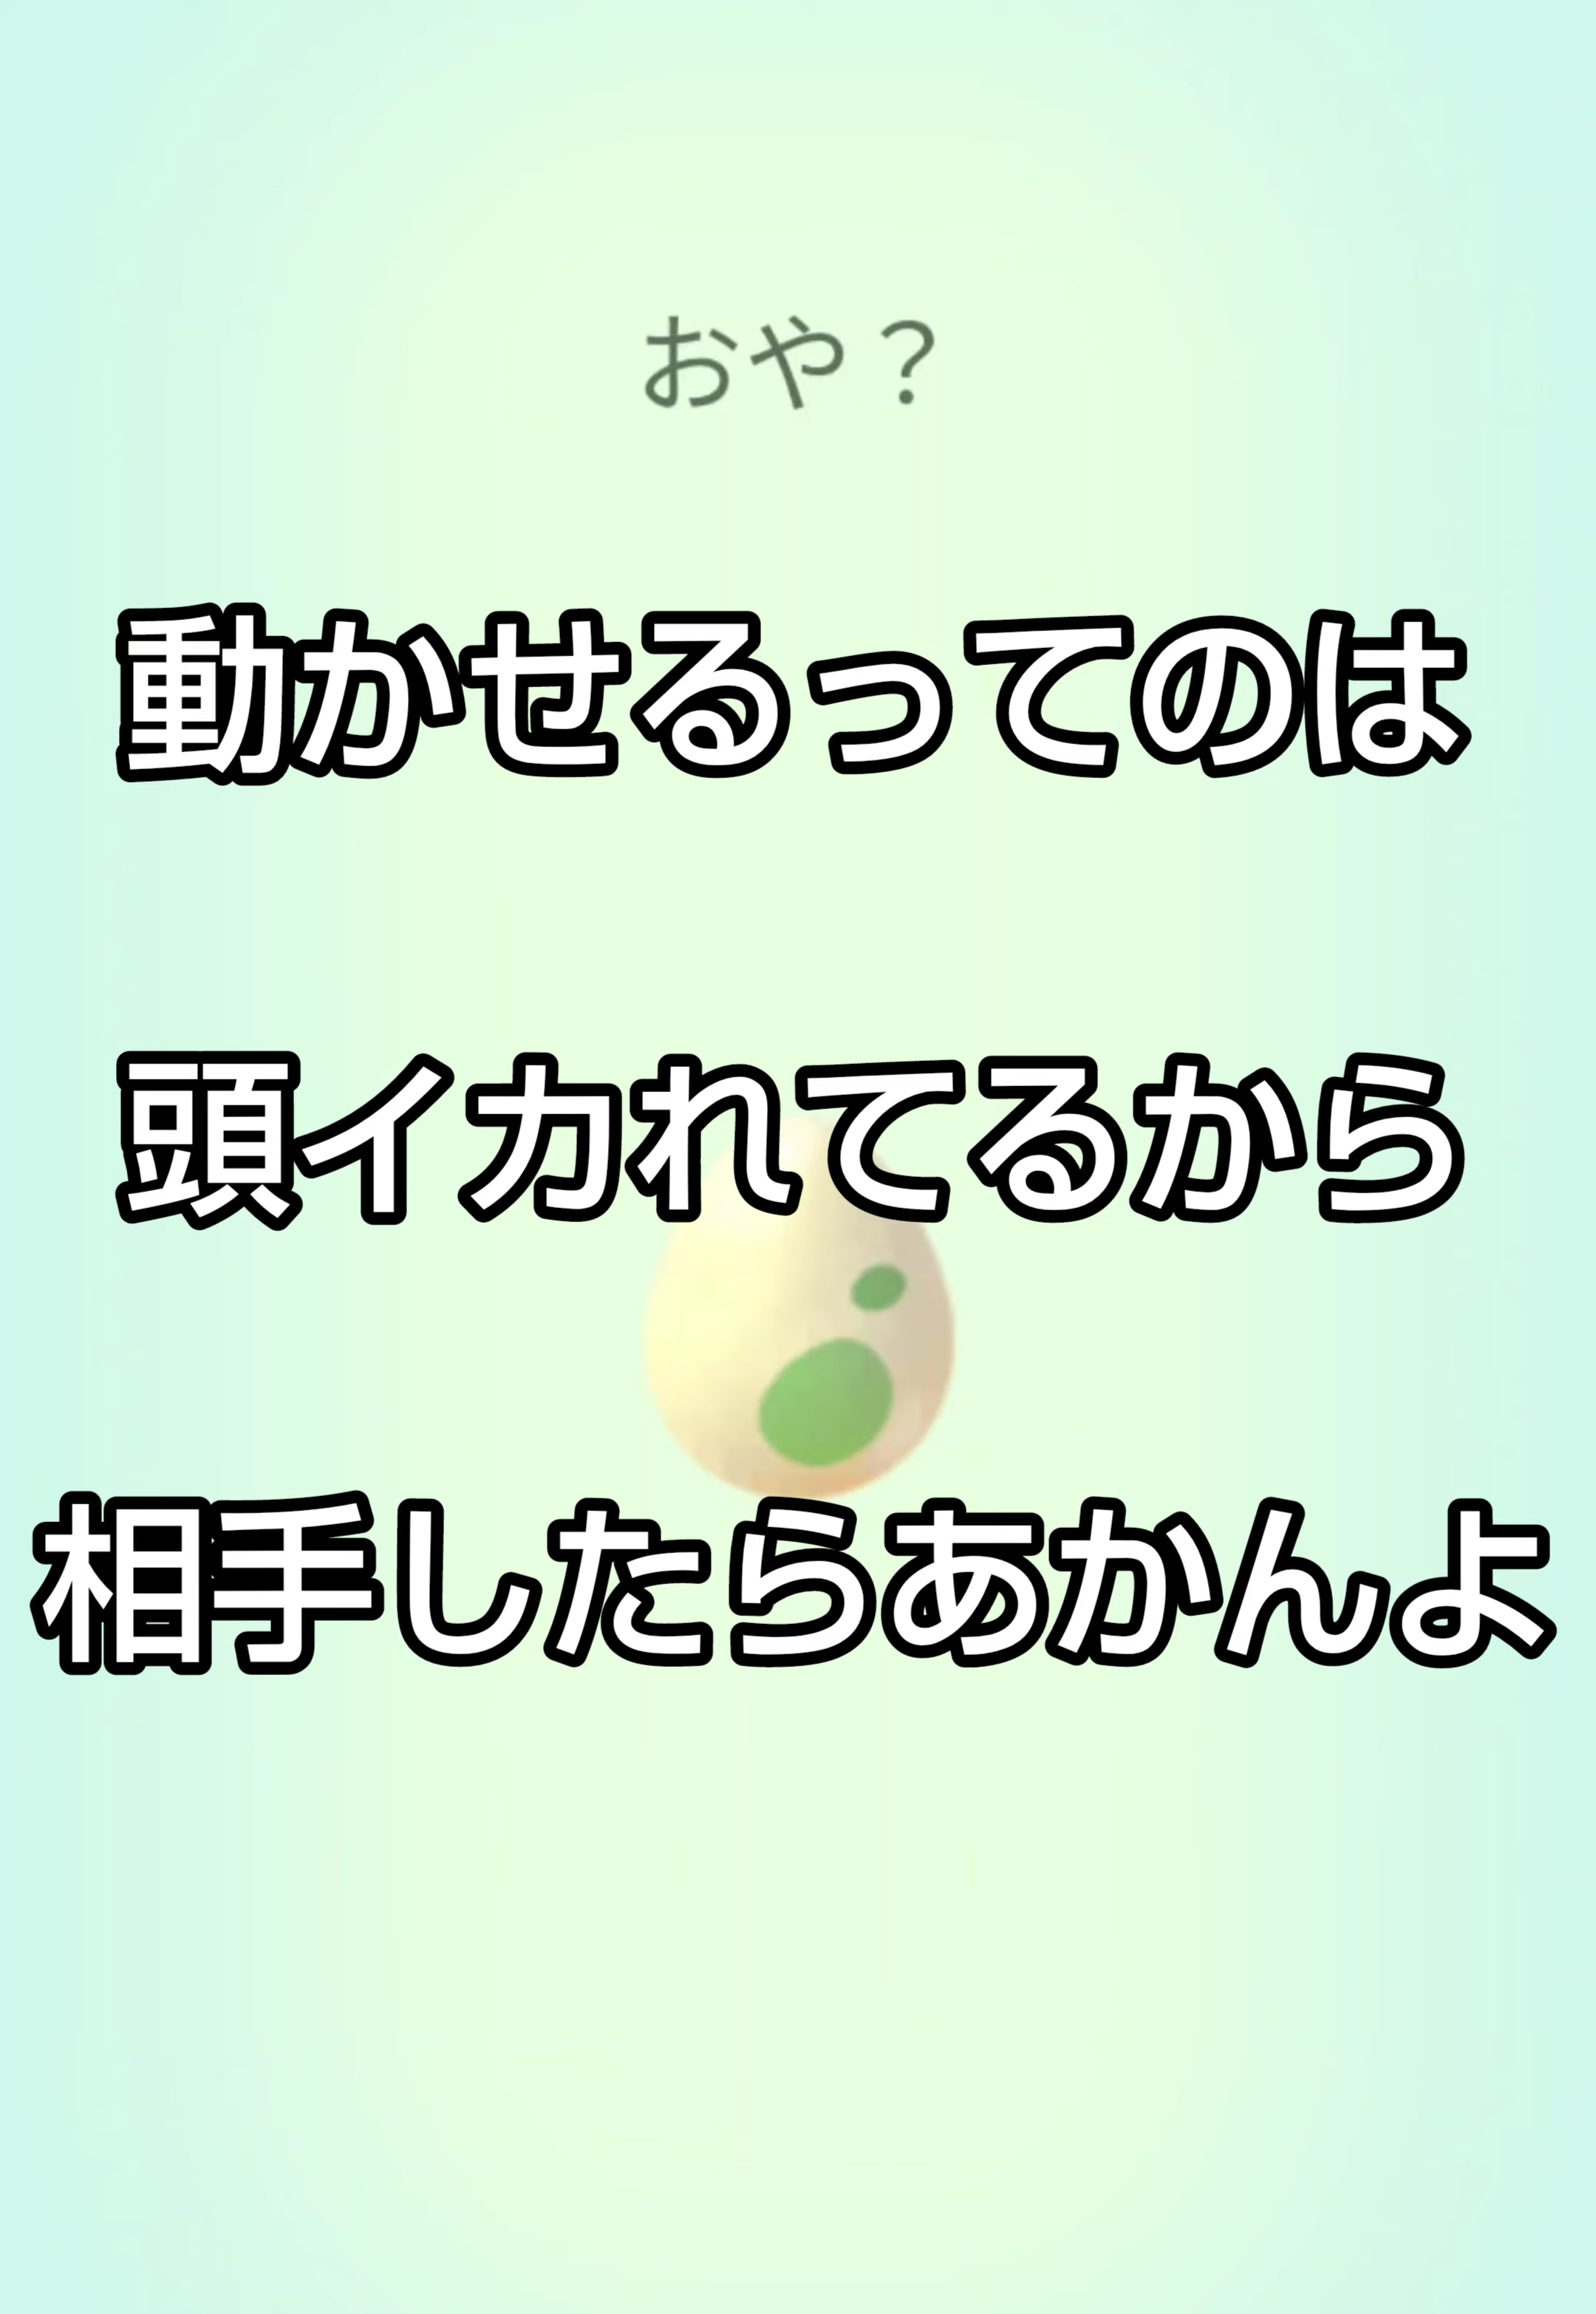 おや？
動かせるってのは
頭イカれてるから
相手したらあかんよ